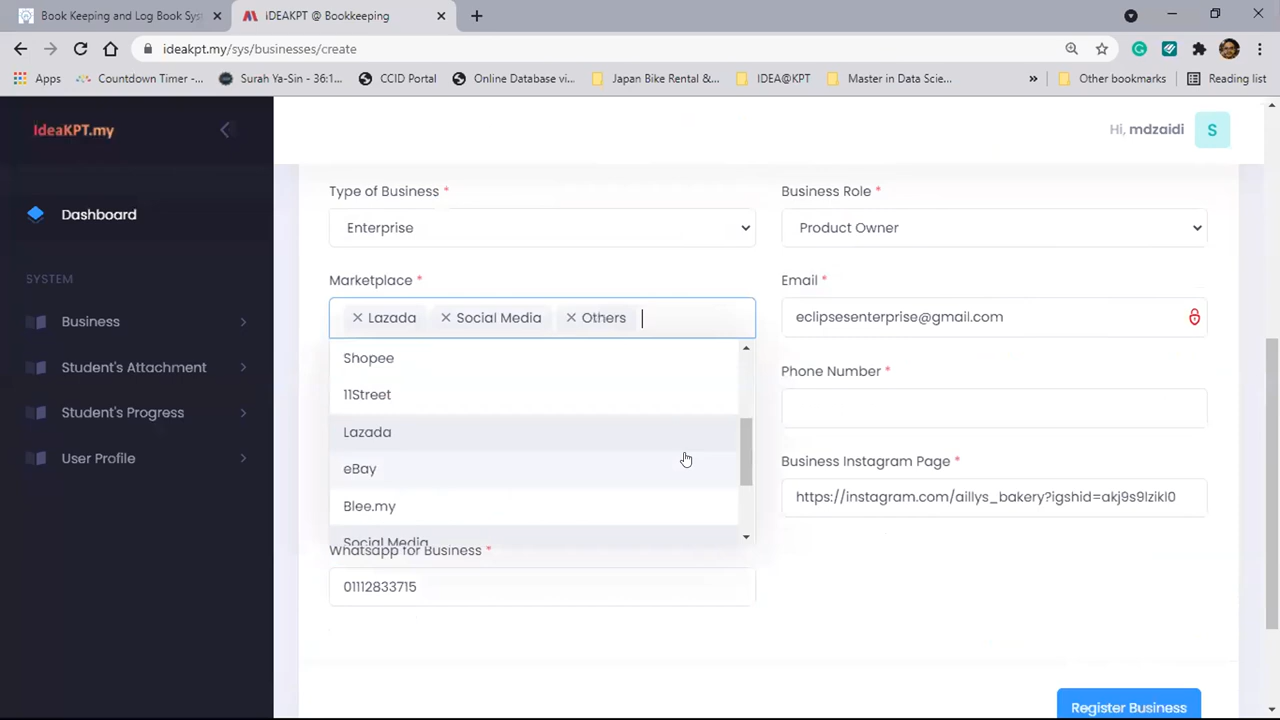 Book Keeping and Log Book Sys
IDEAKPT @ Bookkeeping
ideakpt.my/sys/businesses/create
Apps
Countdown Timer -...
Surah Ya-Sin - 36:1...
CCID Portal
Online Database vi...
Japan Bike Rental &...
IDEA@KPT
Master in Data Scie...
»
Other bookmarks
Reading list
IdeaKPT.my
Hi, mdzaidi
S
Dashboard
SYSTEM
Business
Student's Attachment
Student's Progress
User Profile
Type of Business *
Business Role *
Enterprise
Product Owner
Marketplace *
Email *
× Lazada × Social Media × Others
eclipsesenterprise@gmail.com
Shopee
11Street
Lazada
eBay
Blee.my
Social Media
Phone Number *
Business Instagram Page *
https://instagram.com/aillys_bakery?igshid=akj9s9lzikl0
Whatsapp for Business *
01112833715
Register Business